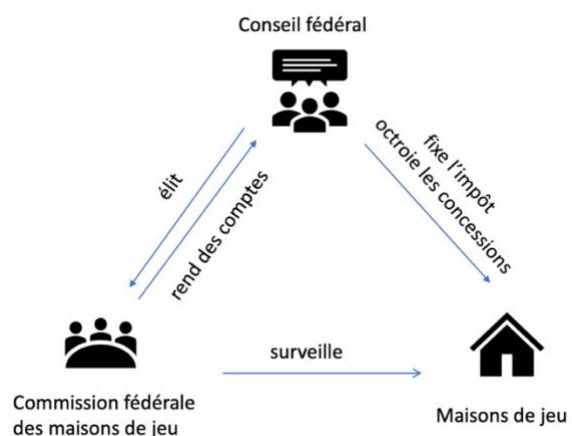 Conseil fédéral
élit
rend des comptes
fixe l'impôt
octroie les concessions
surveille
Commission fédérale
des maisons de jeu
Maisons de jeu